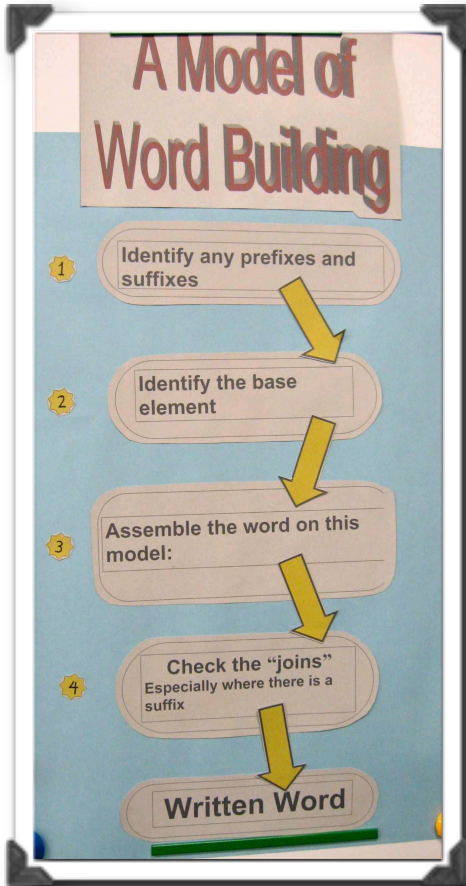 A Model of
Word Building
1
Identify any prefixes and
suffixes
2
Identify the base
element
3
Assemble the word on this
model:
4
Check the “joins”
Especially where there is a
suffix
Written Word